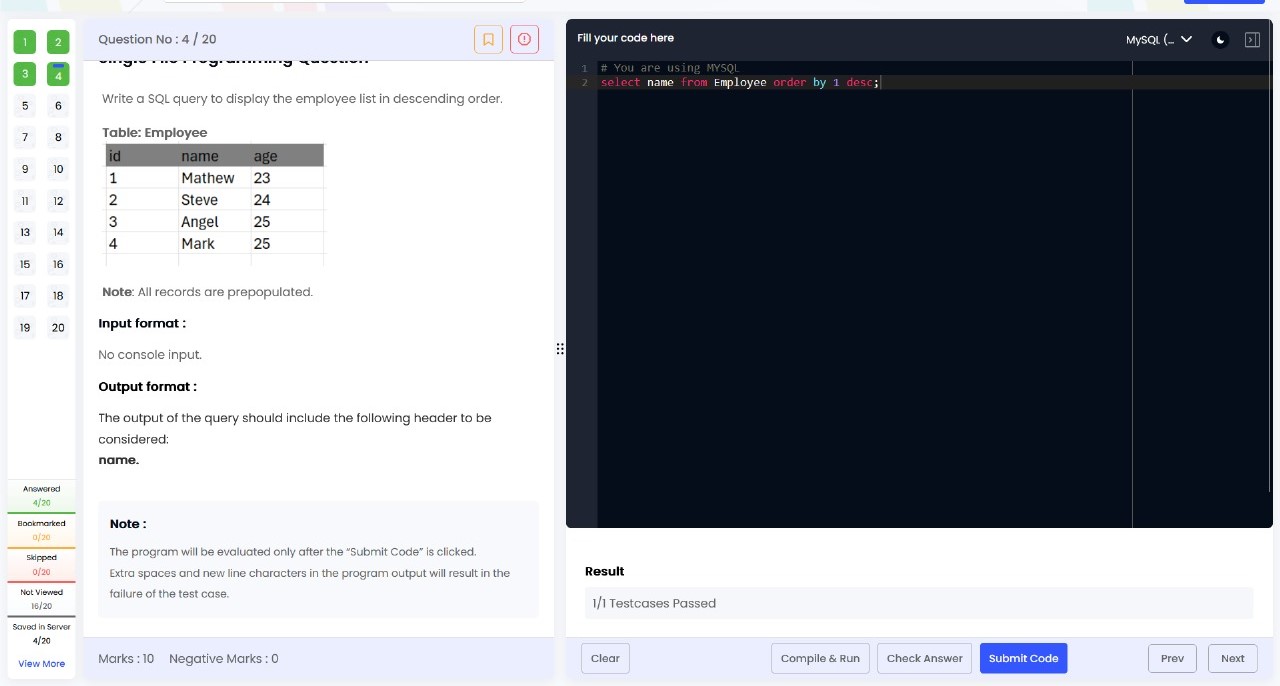 1 2
3 4
5 6
7 8
9 10
11 12
13 14
15 16
17 18
19 20
Answered
4/20
Bookmarked
0/20
Skipped
0/20
Not Viewed
16/20
Saved in Server
4/20
View More
Question No : 4 / 20
Single File Programming Question
Write a SQL query to display the employee list in descending order.
Table: Employee
id name age
1 Mathew 23
2 Steve 24
3 Angel 25
4 Mark 25
Note: All records are prepopulated.
Input format :
No console input.
Output format :
The output of the query should include the following header to be
considered:
name.
Note :
The program will be evaluated only after the “Submit Code” is clicked.
Extra spaces and new line characters in the program output will result in the
failure of the test case.
Marks : 10 Negative Marks : 0
Fill your code here
MySQL (...
1 # You are using MYSQL
2 select name from Employee order by 1 desc;
Result
1/1 Testcases Passed
Clear Compile & Run Check Answer Submit Code Prev Next